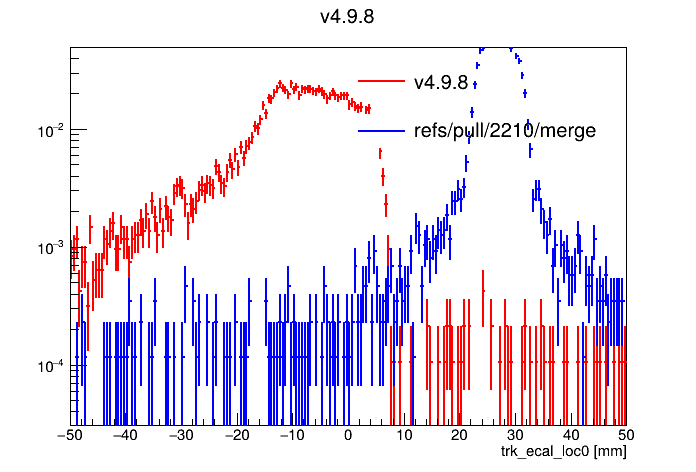 v4.9.8
v4.9.8
refs/pull/2210/merge
10⁻²
10⁻³
10⁻⁴
−50 −40 −30 −20 −10 0 10 20 30 40 50
trk_ecal_loc0 [mm]